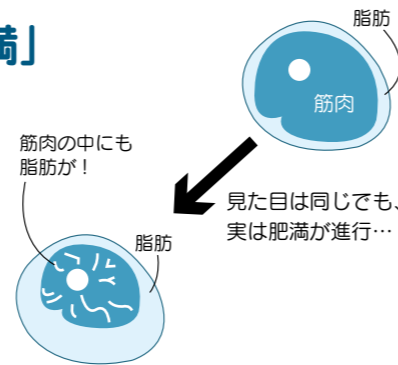 満」
脂肪
筋肉
筋肉の中にも
脂肪が！
脂肪
見た目は同じでも、
実は肥満が進行…